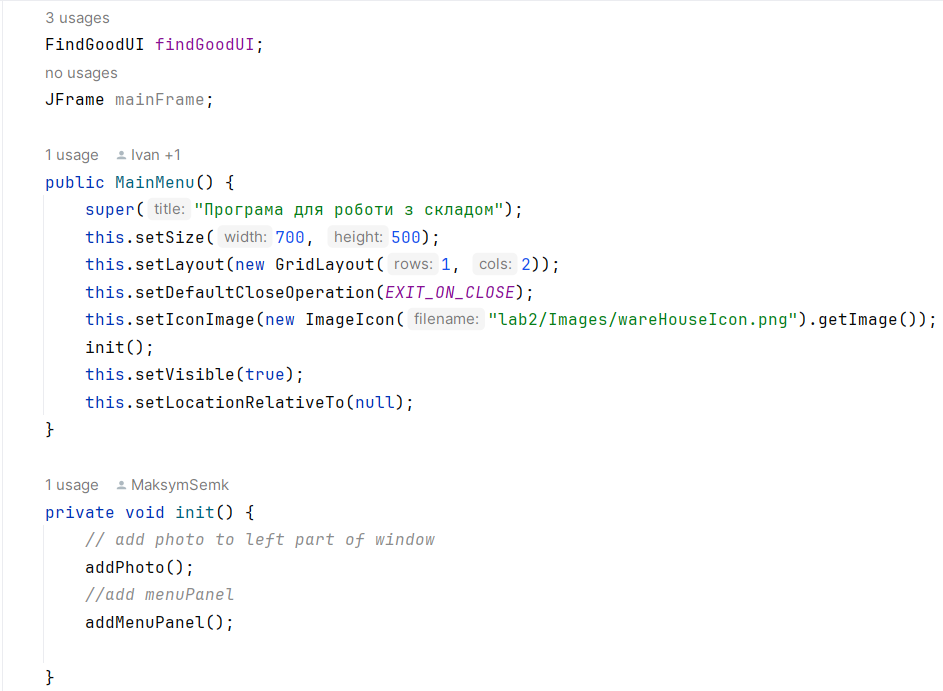 3 usages
FindGoodUI findGoodUI;
no usages
JFrame mainFrame;
1 usage Ivan +1
public MainMenu() {
super( title: "Програма для роботи з складом");
this.setSize( width: 700, height: 500);
this.setLayout(new GridLayout( rows: 1, cols: 2));
this.setDefaultCloseOperation(EXIT_ON_CLOSE);
this.setIconImage(new ImageIcon( filename: "lab2/Images/wareHouseIcon.png").getImage());
init();
this.setVisible(true);
this.setLocationRelativeTo(null);
}
1 usage MaksymSemk
private void init() {
// add photo to left part of window
addPhoto();
//add menuPanel
addMenuPanel();
}